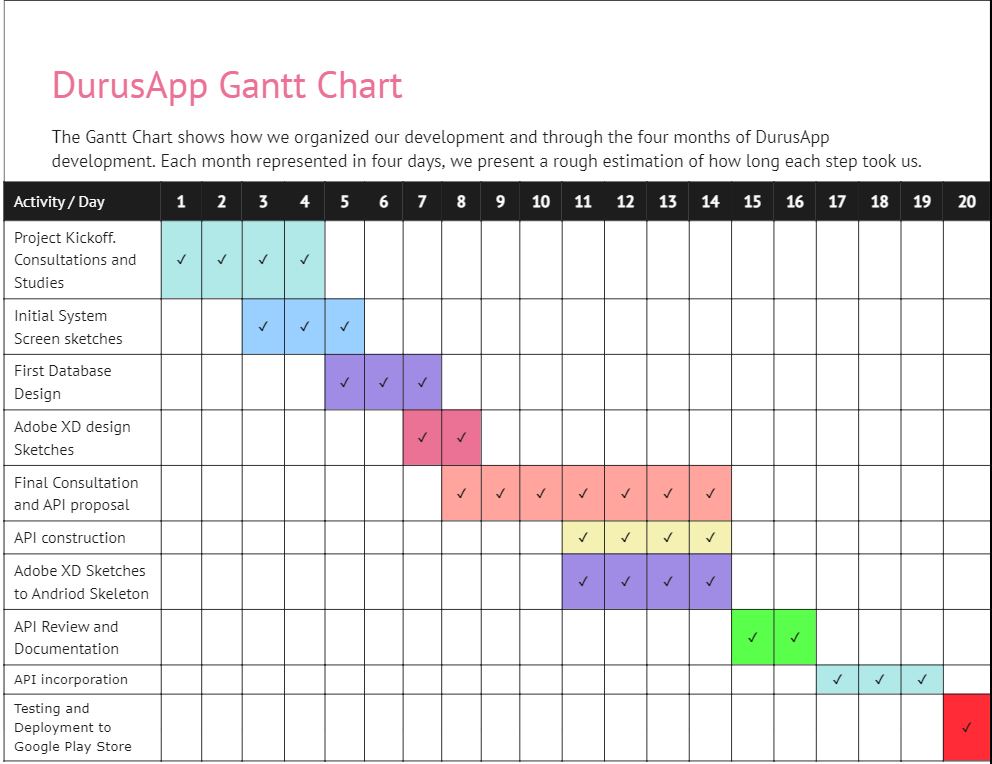 DurusApp Gantt Chart
The Gantt Chart shows how we organized our development and through the four months of DurusApp
development. Each month represented in four days, we present a rough estimation of how long each step took us.
Activity / Day 1 2 3 4 5 6 7 8 9 10 11 12 13 14 15 16 17 18 19 20
Project Kickoff.
Consultations and
Studies
✓ ✓ ✓ ✓
Initial System
Screen sketches
✓ ✓ ✓
First Database
Design
✓ ✓ ✓
Adobe XD design
Sketches
✓ ✓
Final Consultation
and API proposal
✓ ✓ ✓ ✓ ✓ ✓ ✓
API construction ✓ ✓ ✓ ✓
Adobe XD Sketches
to Andriod Skeleton
✓ ✓ ✓ ✓
API Review and
Documentation
✓ ✓
API incorporation ✓ ✓ ✓
Testing and
Deployment to
Google Play Store
✓